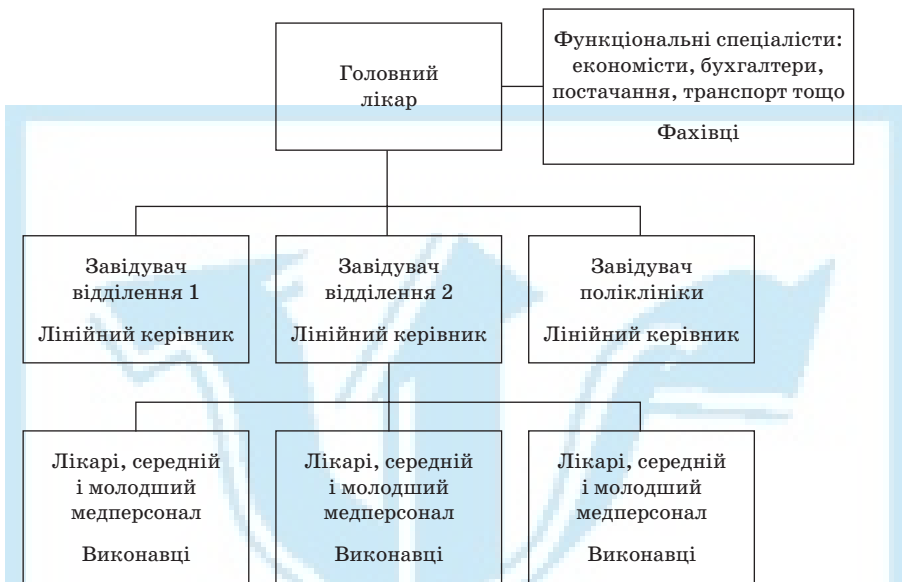 Головний
лікар
Функціональні спеціалісти:
економісти, бухгалтери,
постачання, транспорт тощо
Фахівці
Завідувач
відділення 1
Лінійний керівник
Завідувач
відділення 2
Лінійний керівник
Завідувач
поліклініки
Лінійний керівник
Лікарі, середній
і молодший
медперсонал
Виконавці
Лікарі, середній
і молодший
медперсонал
Виконавці
Лікарі, середній
і молодший
медперсонал
Виконавці